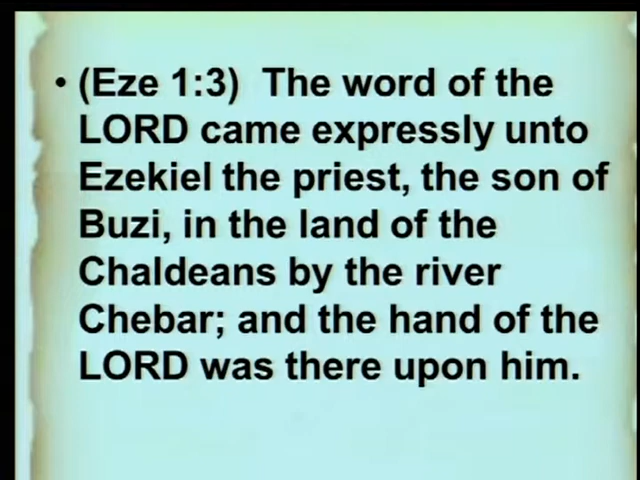 • (Eze 1:3) The word of the
LORD came expressly unto
Ezekiel the priest, the son of
Buzi, in the land of the
Chaldeans by the river
Chebar; and the hand of the
LORD was there upon him.